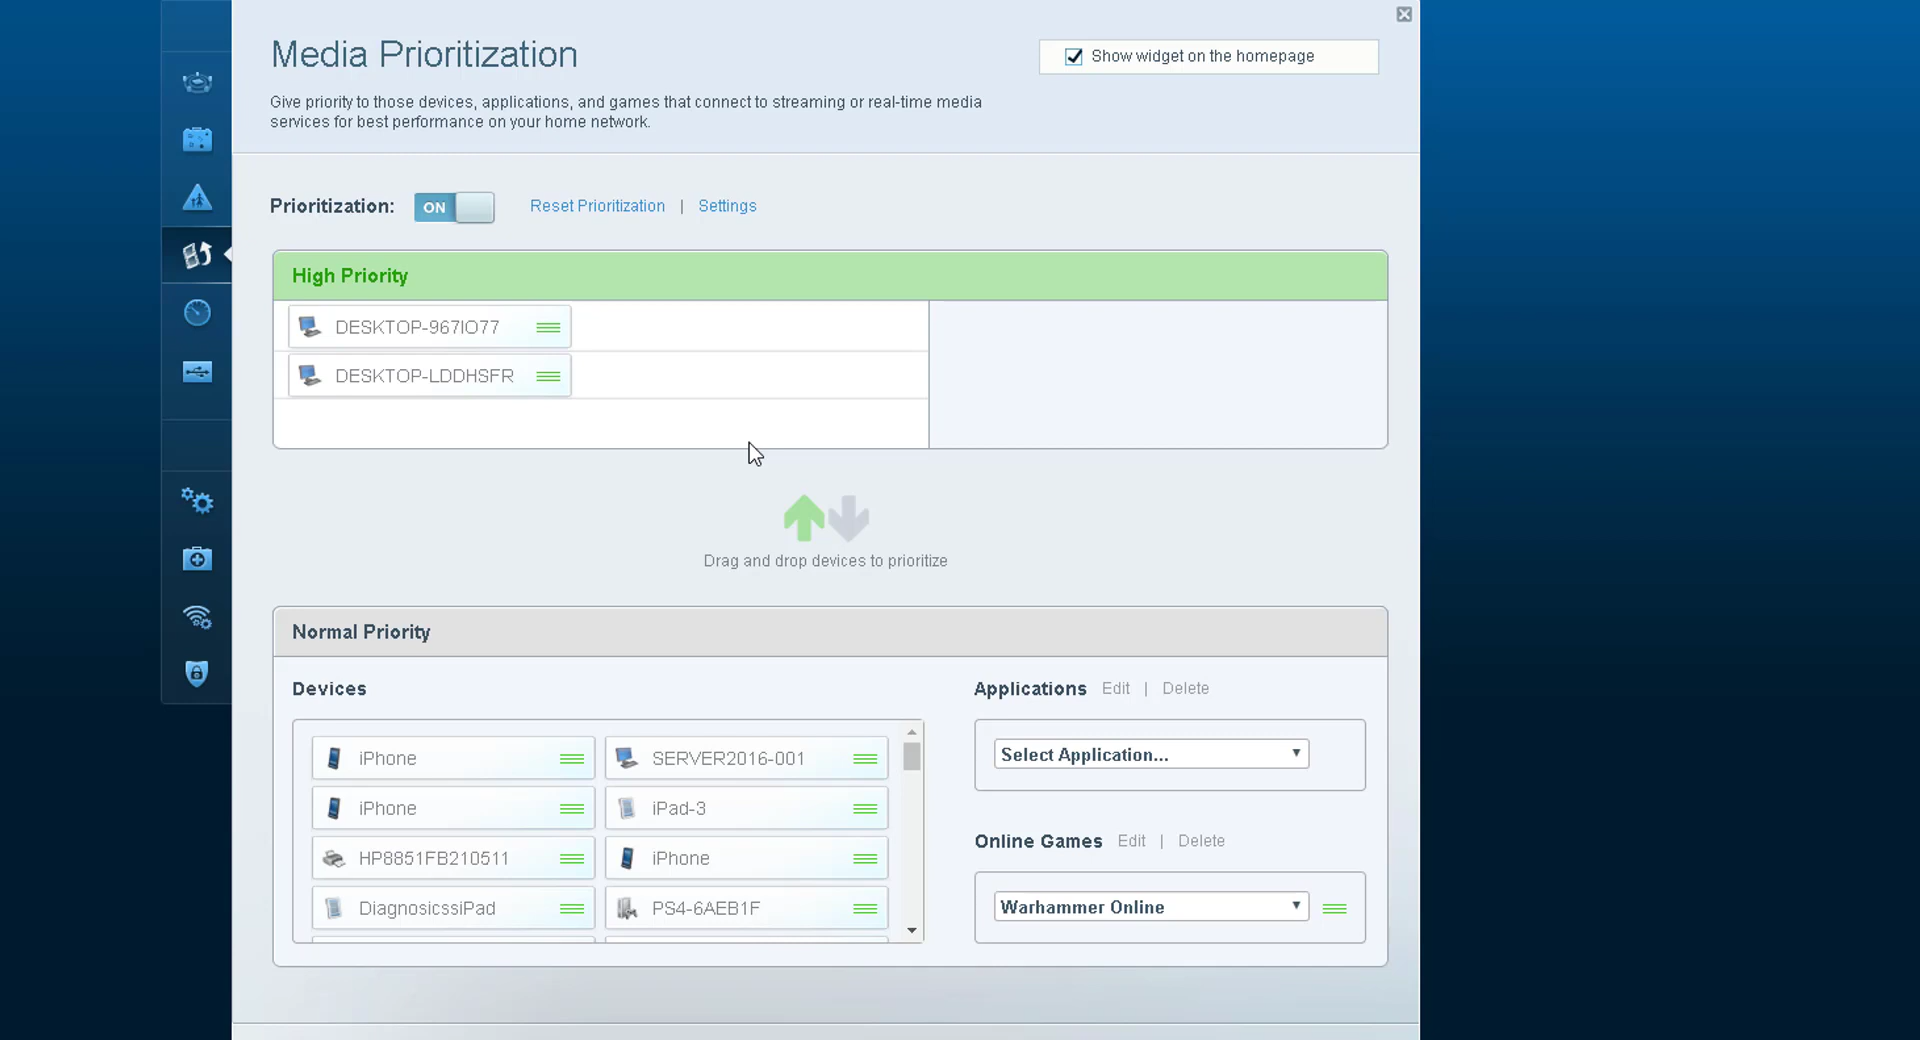 Media Prioritization
Show widget on the homepage
Give priority to those devices, applications, and games that connect to streaming or real-time media
services for best performance on your home network.
Prioritization: ON Reset Prioritization | Settings
High Priority
DESKTOP-967IO77
DESKTOP-LDDHSFR
Drag and drop devices to prioritize
Normal Priority
Devices
iPhone
SERVER2016-001
iPhone
iPad-3
HP8851FB210511
iPhone
DiagnosicssiPad
PS4-6AEB1F
Applications Edit | Delete
Select Application...
Online Games Edit | Delete
Warhammer Online